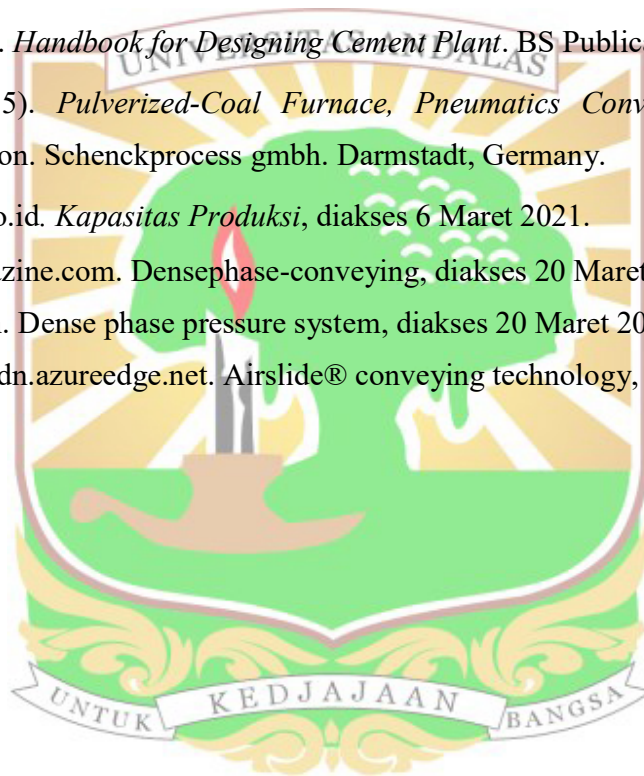 . Handbook for Designing Cement Plant. BS Public
UNIVERSITAS ANDALAS
5). Pulverized-Coal Furnace, Pneumatics Conv
on. Schenckprocess gmbh. Darmstadt, Germany.
o.id. Kapasitas Produksi, diakses 6 Maret 2021.
zine.com. Densephase-conveying, diakses 20 Maret
. Dense phase pressure system, diakses 20 Maret 20
dn.azureedge.net. Airslide® conveying technology,
UNTUK KEDJAJAAN BANGSA